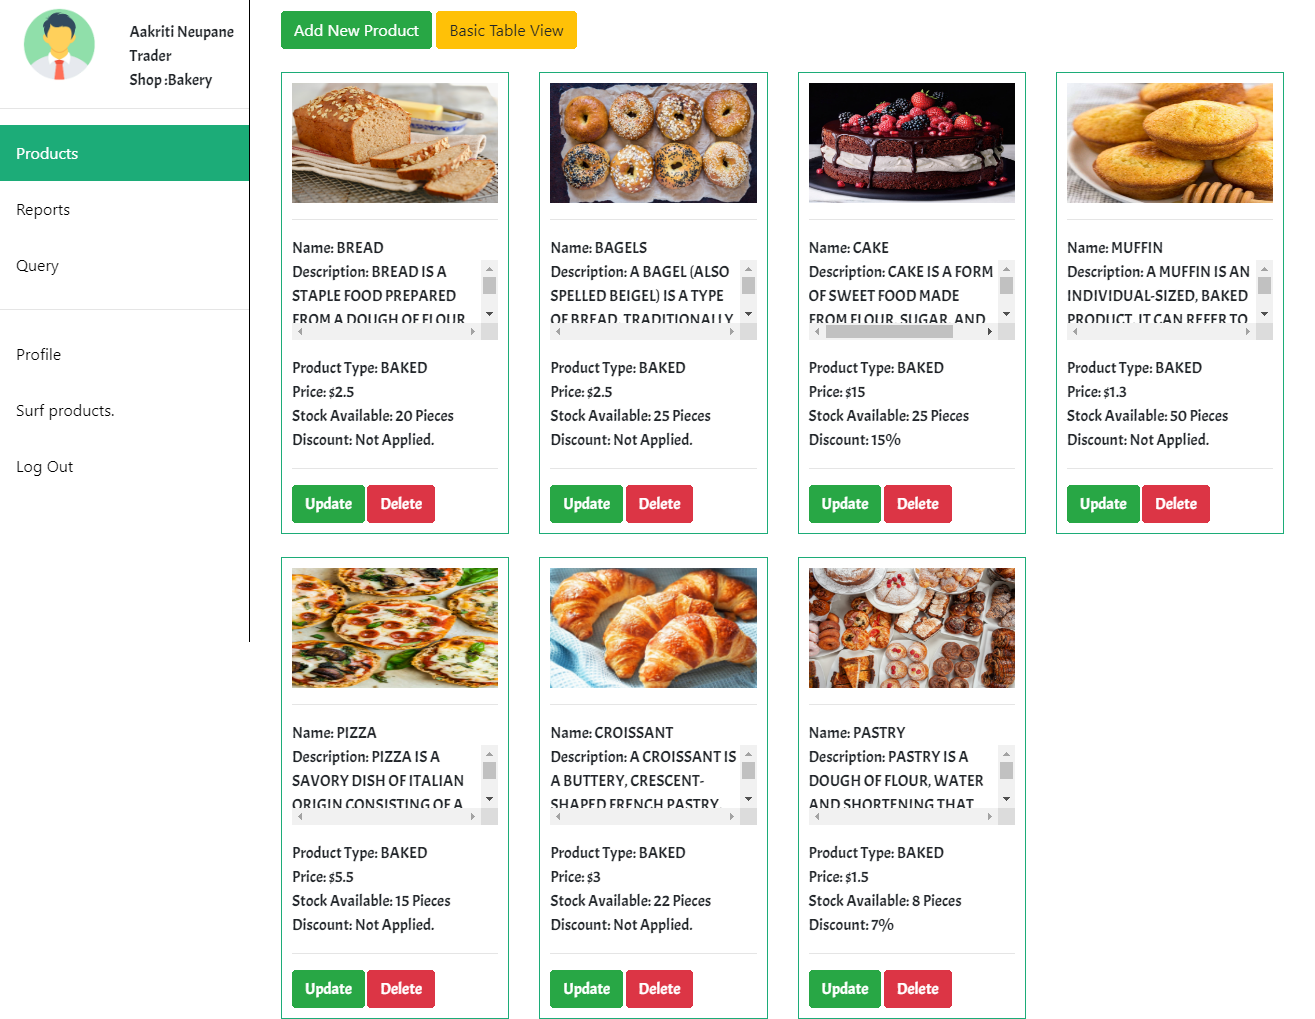 Aakriti Neupane
Trader
Shop :Bakery
Products
Reports
Query
Profile
Surf products.
Log Out
Add New Product
Basic Table View
Name: BREAD
Description: BREAD IS A
STAPLE FOOD PREPARED
FROM A DOUGH OF FLOUR
Product Type: BAKED
Price: $2.5
Stock Available: 20 Pieces
Discount: Not Applied.
Update
Delete
Name: BAGELS
Description: A BAGEL (ALSO
SPELLED BEIGEL) IS A TYPE
OF BREAD TRADITIONALLY
Product Type: BAKED
Price: $2.5
Stock Available: 25 Pieces
Discount: Not Applied.
Update
Delete
Name: CAKE
Description: CAKE IS A FORM
OF SWEET FOOD MADE
FROM FLOUR, SUGAR, AND
Product Type: BAKED
Price: $15
Stock Available: 25 Pieces
Discount: 15%
Update
Delete
Name: MUFFIN
Description: A MUFFIN IS AN
INDIVIDUAL-SIZED, BAKED
PRODUCT. IT CAN REFER TO
Product Type: BAKED
Price: $1.3
Stock Available: 50 Pieces
Discount: Not Applied.
Update
Delete
Name: PIZZA
Description: PIZZA IS A
SAVORY DISH OF ITALIAN
ORIGIN CONSISTING OF A
Product Type: BAKED
Price: $5.5
Stock Available: 15 Pieces
Discount: Not Applied.
Update
Delete
Name: CROISSANT
Description: A CROISSANT IS
A BUTTERY, CRESCENT-
SHAPED FRENCH PASTRY.
Product Type: BAKED
Price: $3
Stock Available: 22 Pieces
Discount: Not Applied.
Update
Delete
Name: PASTRY
Description: PASTRY IS A
DOUGH OF FLOUR, WATER
AND SHORTENING THAT
Product Type: BAKED
Price: $1.5
Stock Available: 8 Pieces
Discount: 7%
Update
Delete